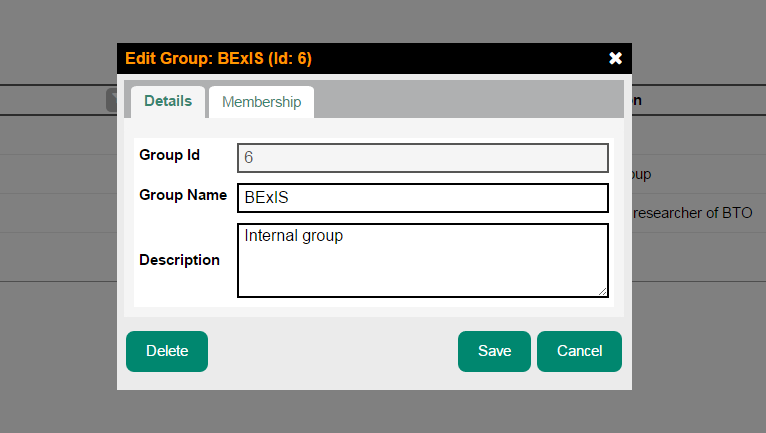 Edit Group: BExIS (Id: 6)
Details
Membership
on
Group Id
6
oup
Group Name
BExIS
researcher of BTO
Internal group
Description
Delete
Save
Cancel